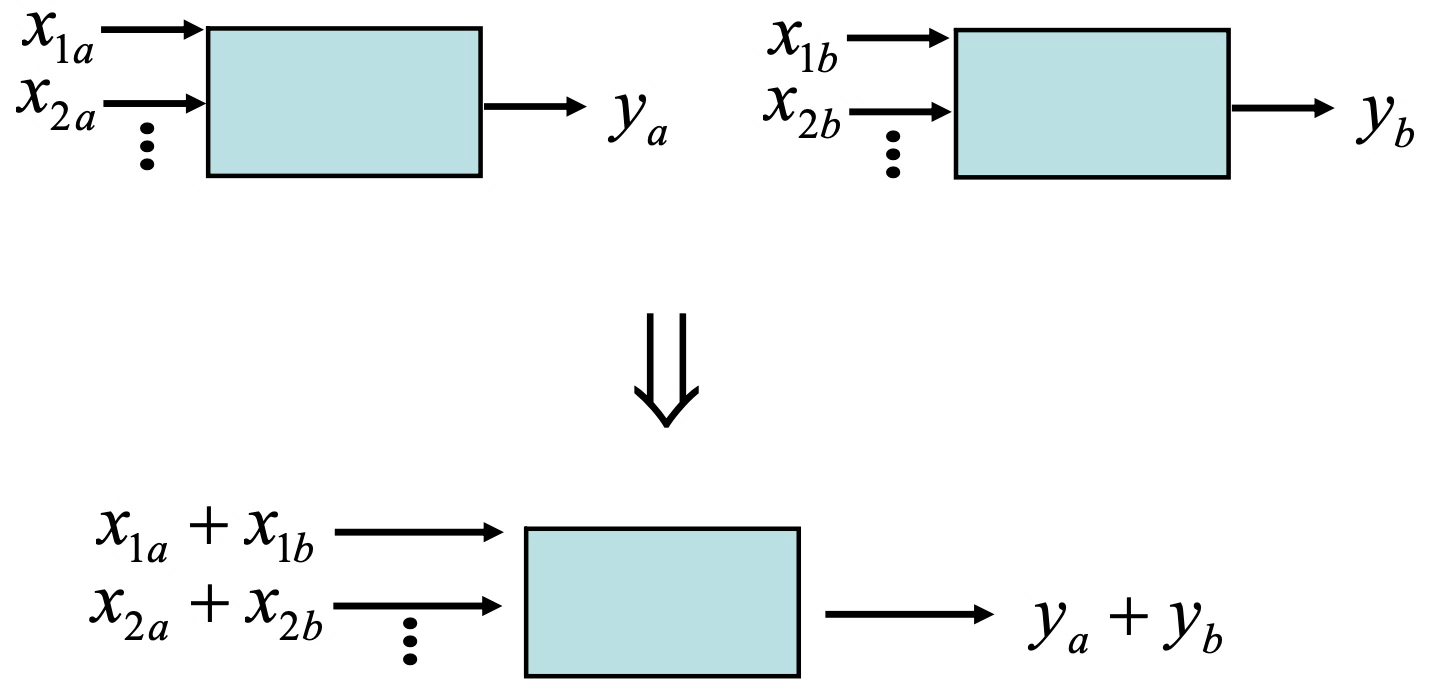 x1a
x2a
ya
x1b
x2b
yb
x1a + x1b
x2a + x2b
ya + yb